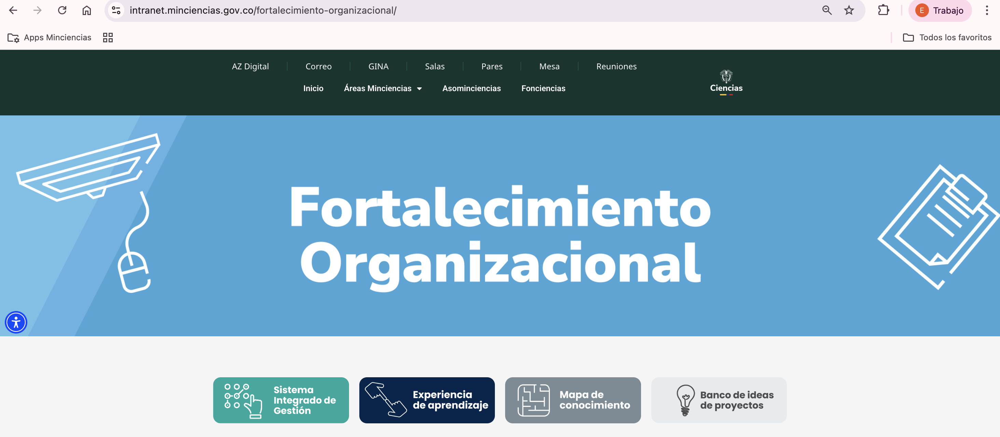 intranet.minciencias.gov.co/fortalecimiento-organizacional/
E Trabajo
Apps Minciencias
Todos los favoritos
AZ Digital
Correo
GINA
Salas
Pares
Mesa
Reuniones
Inicio
Áreas Minciencias
Asominciencias
Fonciencias
Ciencias
Fortalecimiento
Organizacional
Sistema
Integrado de
Gestión
Experiencia
de aprendizaje
Mapa de
conocimiento
Banco de ideas
de proyectos